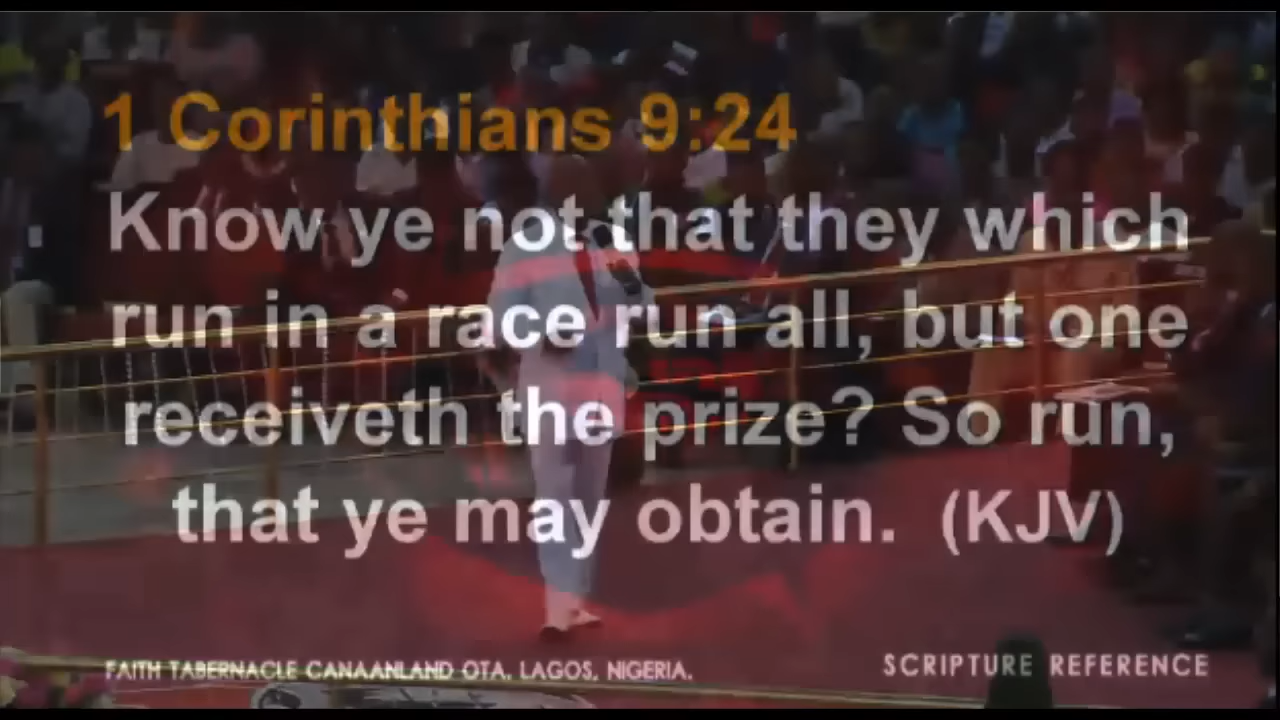 1 Corinthians 9:24
Know ye not that they which
run in a race run all, but one
receiveth the prize? So run,
that ye may obtain. (KJV)
FAITH TABERNACLE CANAANLAND OTA. LAGOS, NIGERIA.
SCRIPTURE REFERENCE